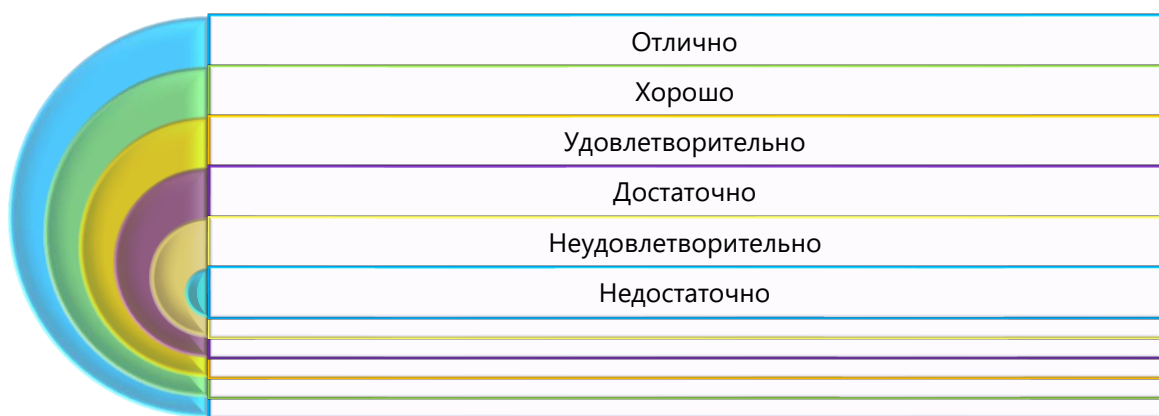 Отлично
Хорошо
Удовлетворительно
Достаточно
Неудовлетворительно
Недостаточно